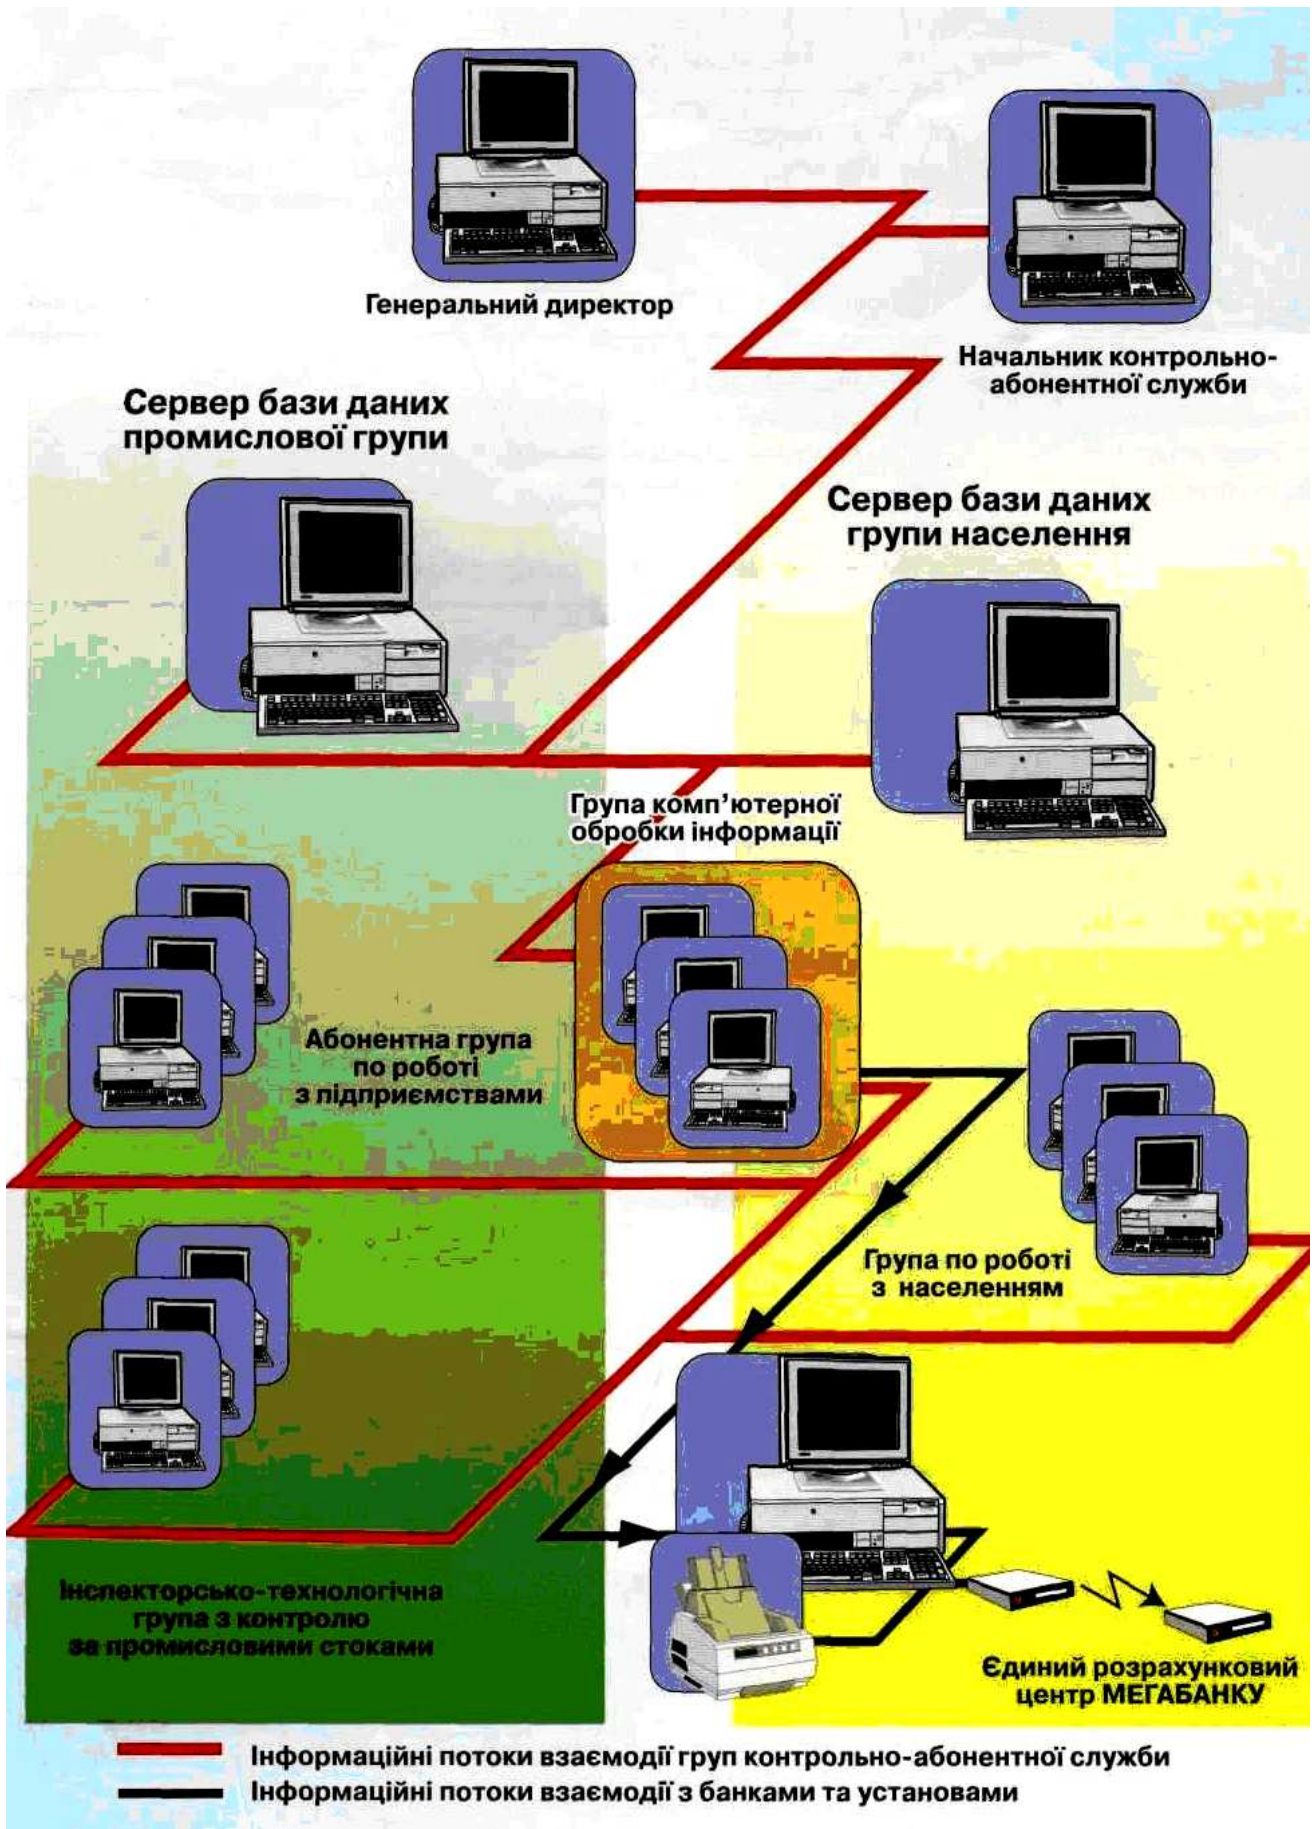 Генеральний директор
Начальник контрольно-
абонентної служби
Сервер бази даних
промислової групи
Сервер бази даних
групи населення
Група комп’ютерної
обробки інформації
Абонентна група
по роботі
з підприємствами
Група по роботі
з населенням
Інспекторсько-технологічна
група з контролю
за промисловими стоками
Єдиний розрахунковий
центр МЕГАБАНКУ
Інформаційні потоки взаємодії груп контрольно-абонентної служби
Інформаційні потоки взаємодії з банками та установами